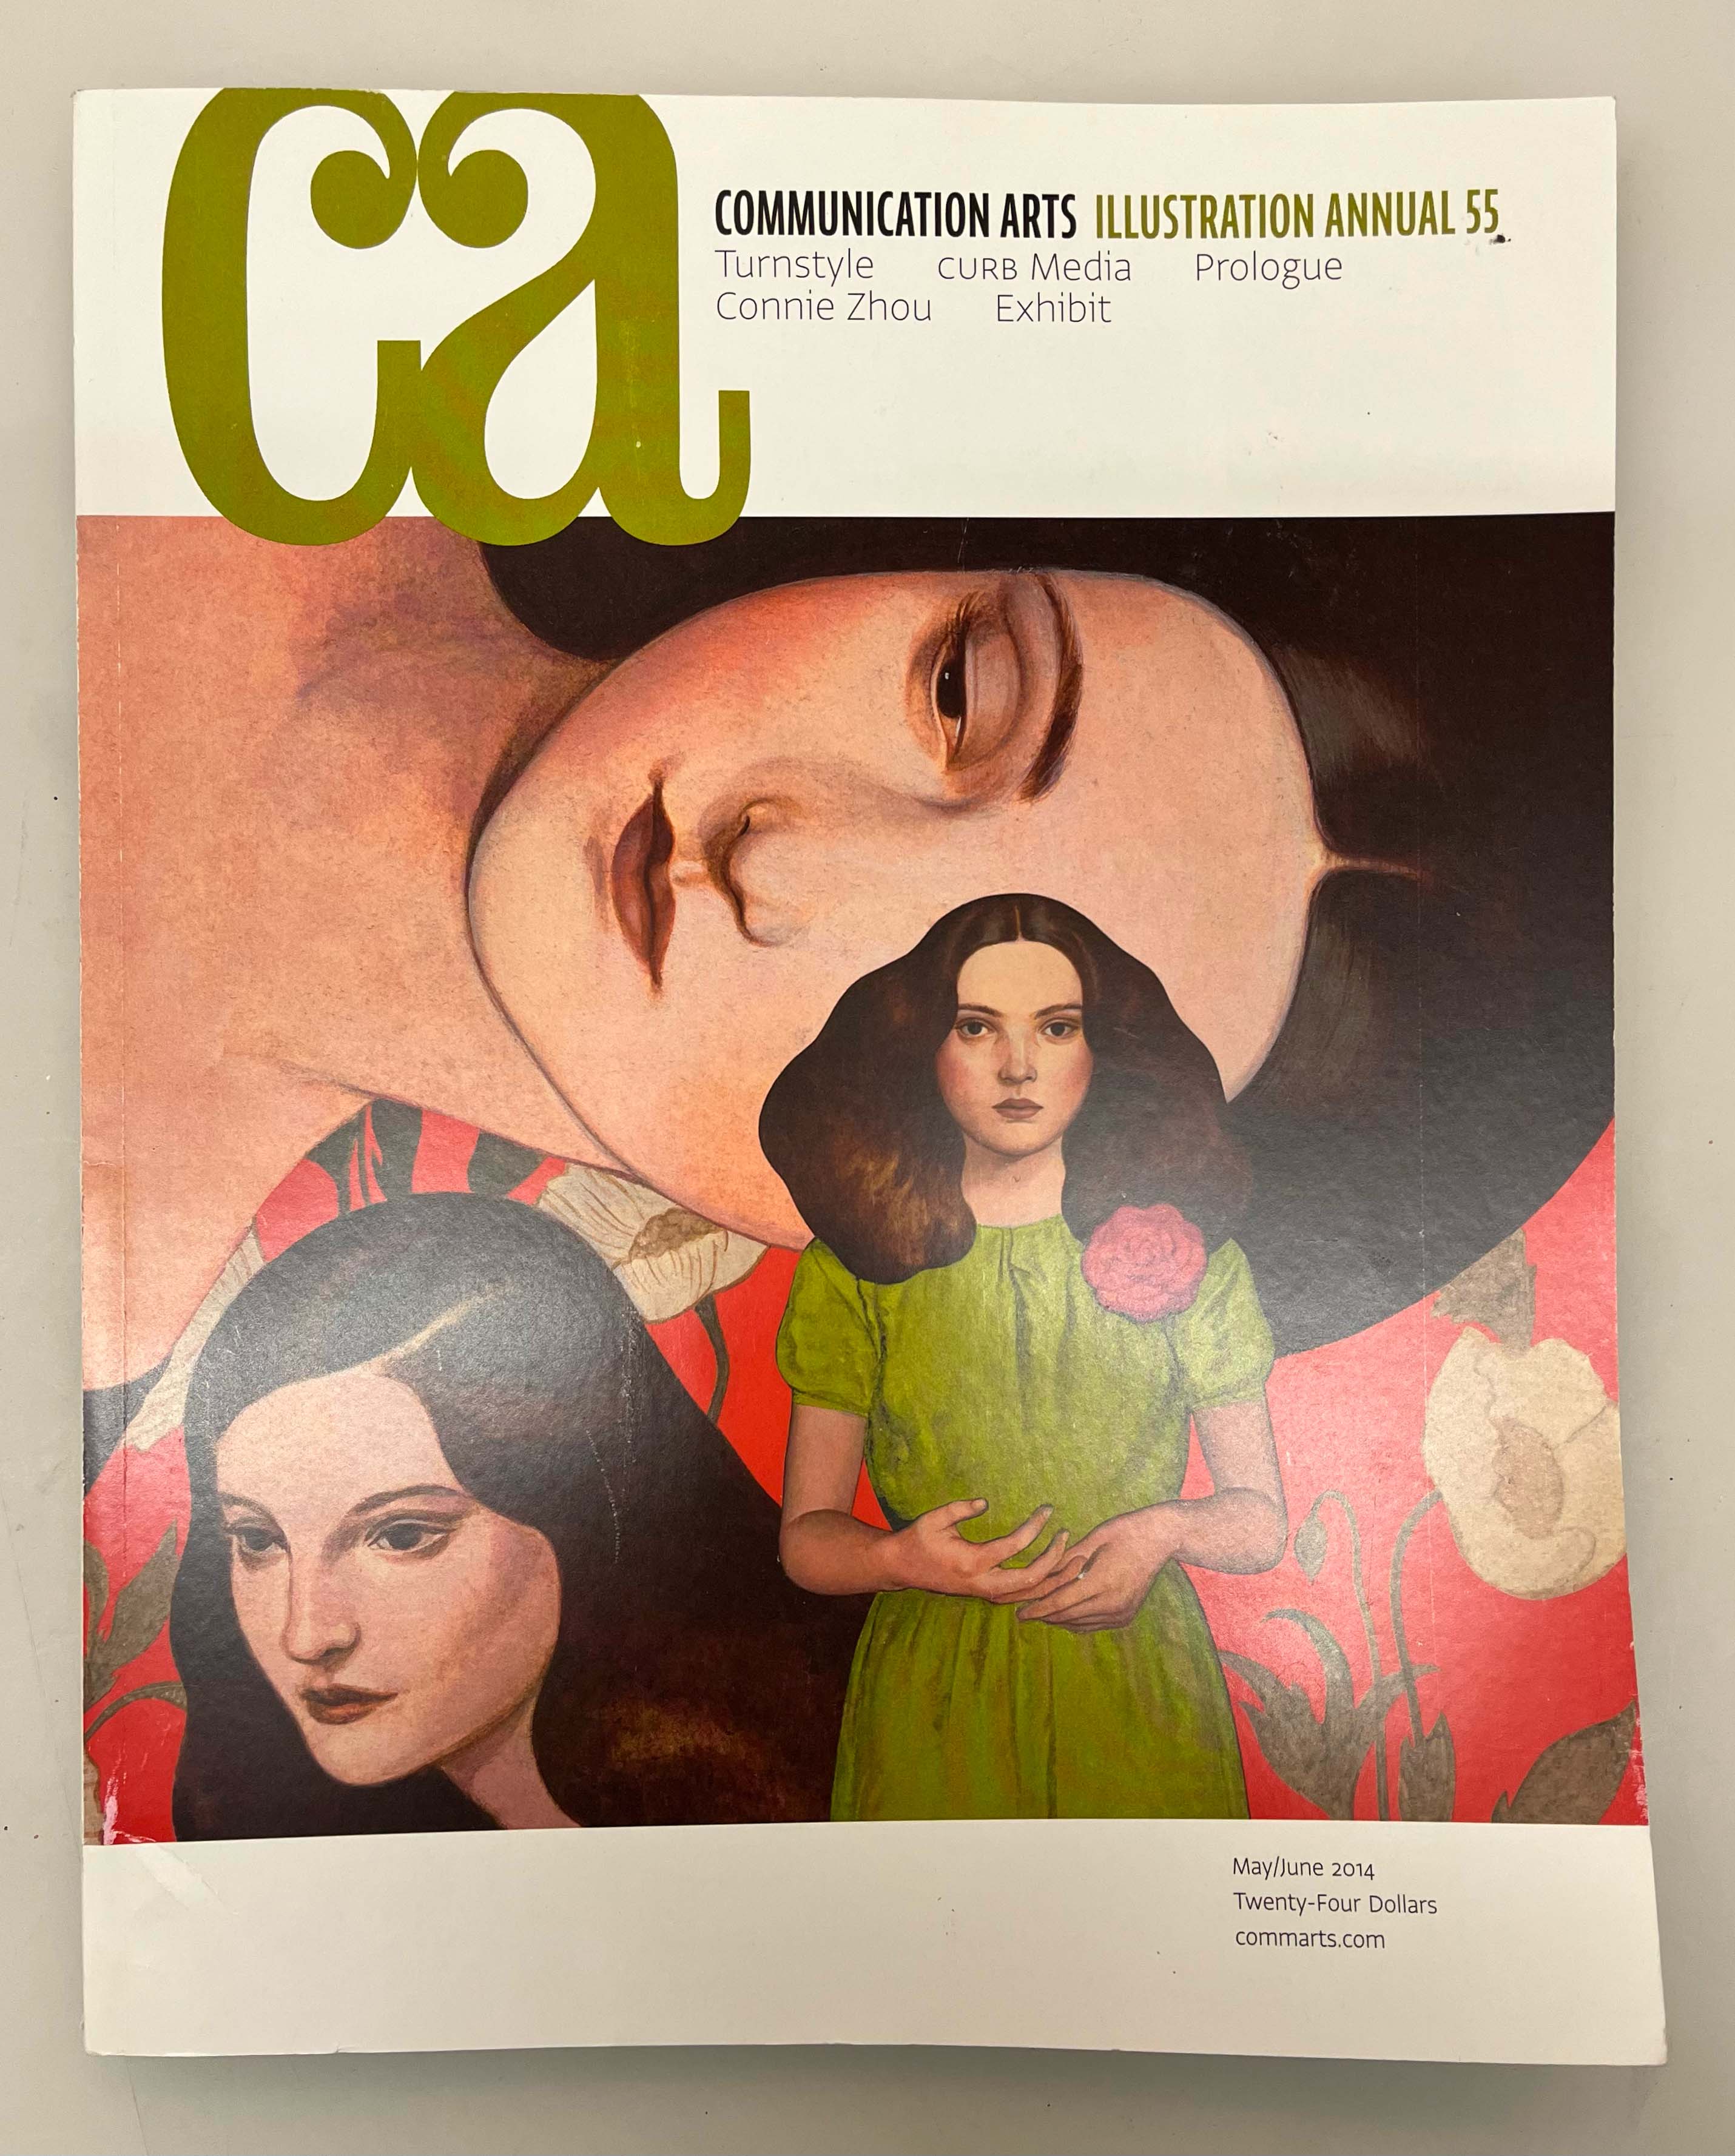 ca
COMMUNICATION ARTS ILLUSTRATION ANNUAL 55
Turnstyle CURB Media Prologue
Connie Zhou Exhibit
May/June 2014
Twenty-Four Dollars
commarts.com